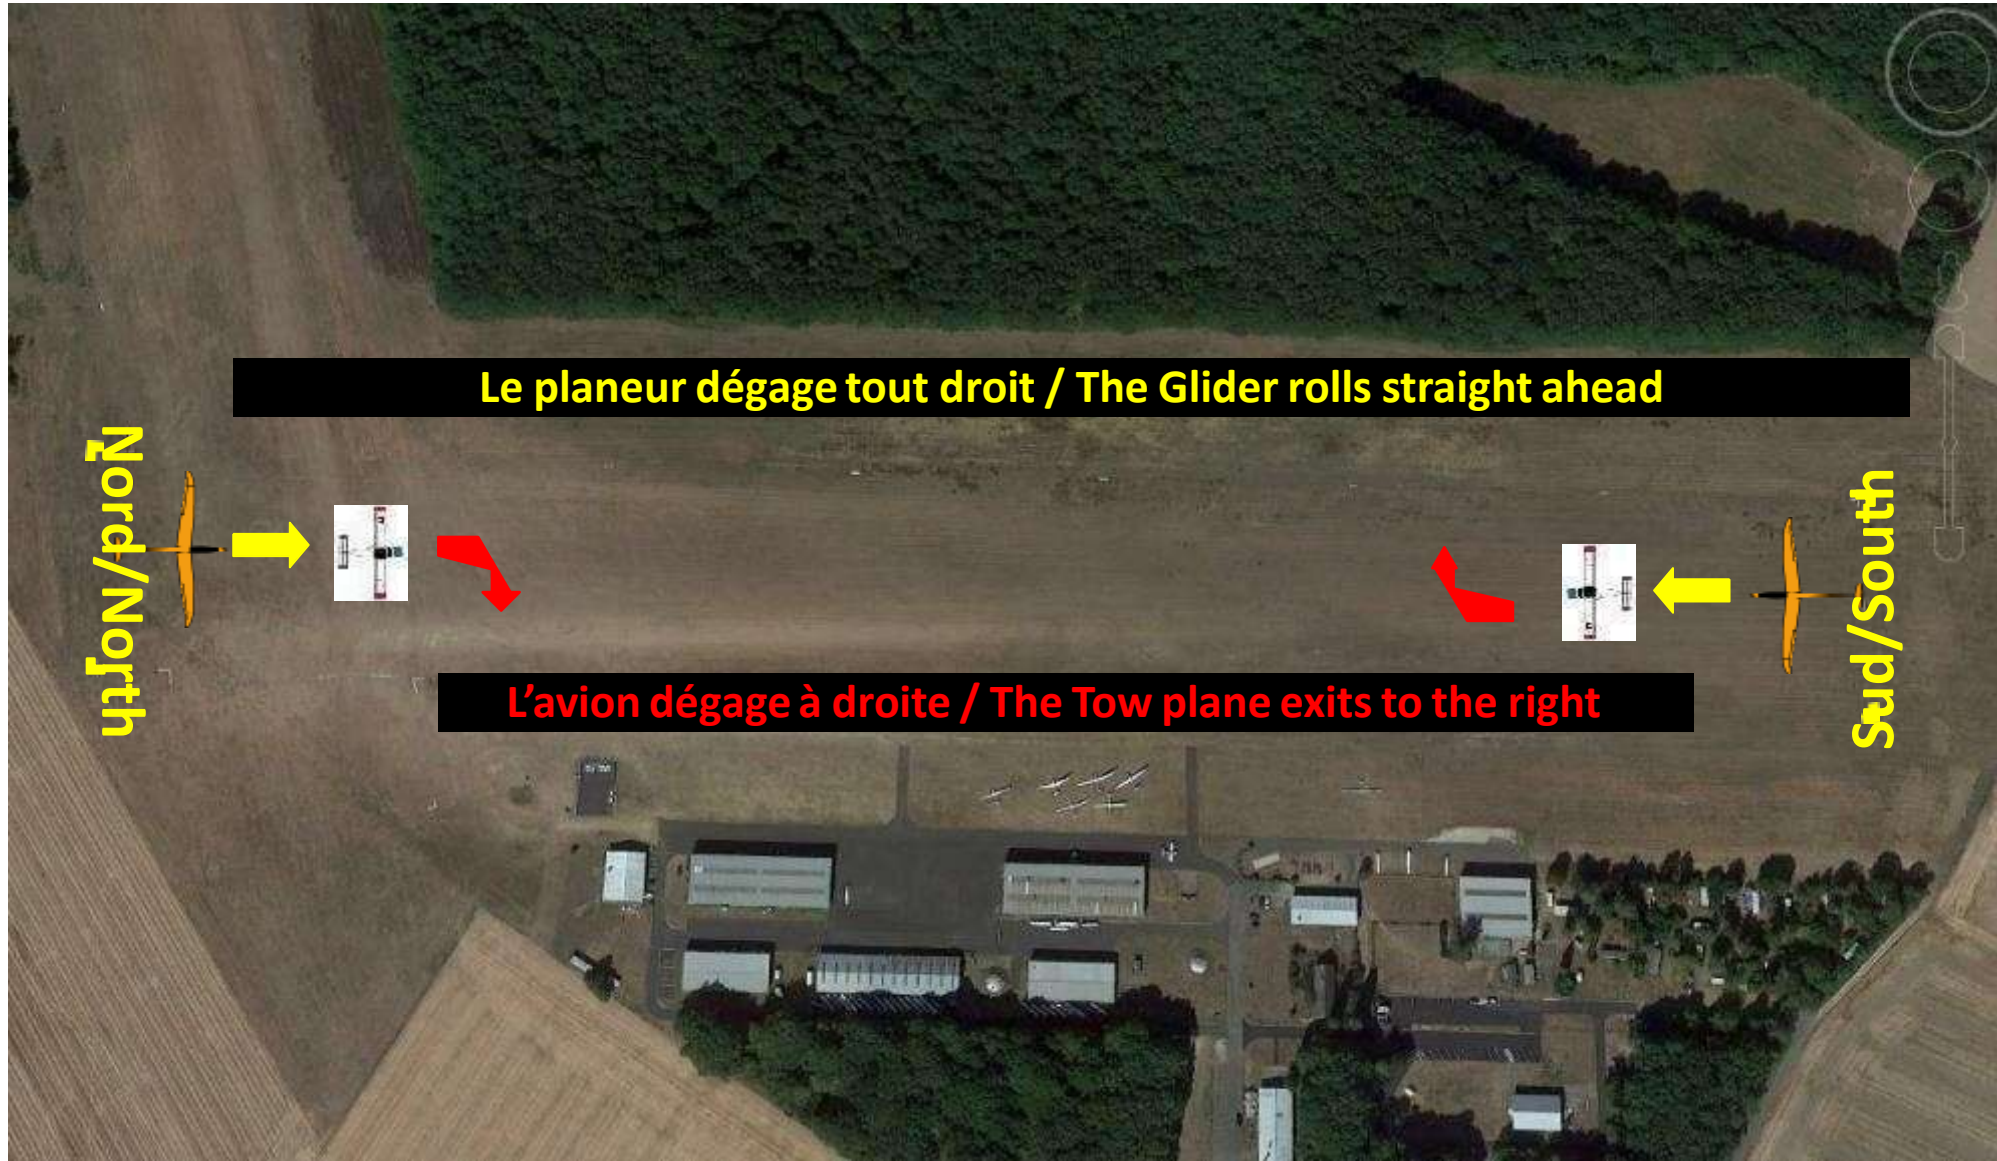 Le planeur dégage tout droit / The Glider rolls straight ahead
Nord/North
Sud/South
L’avion dégage à droite / The Tow plane exits to the right